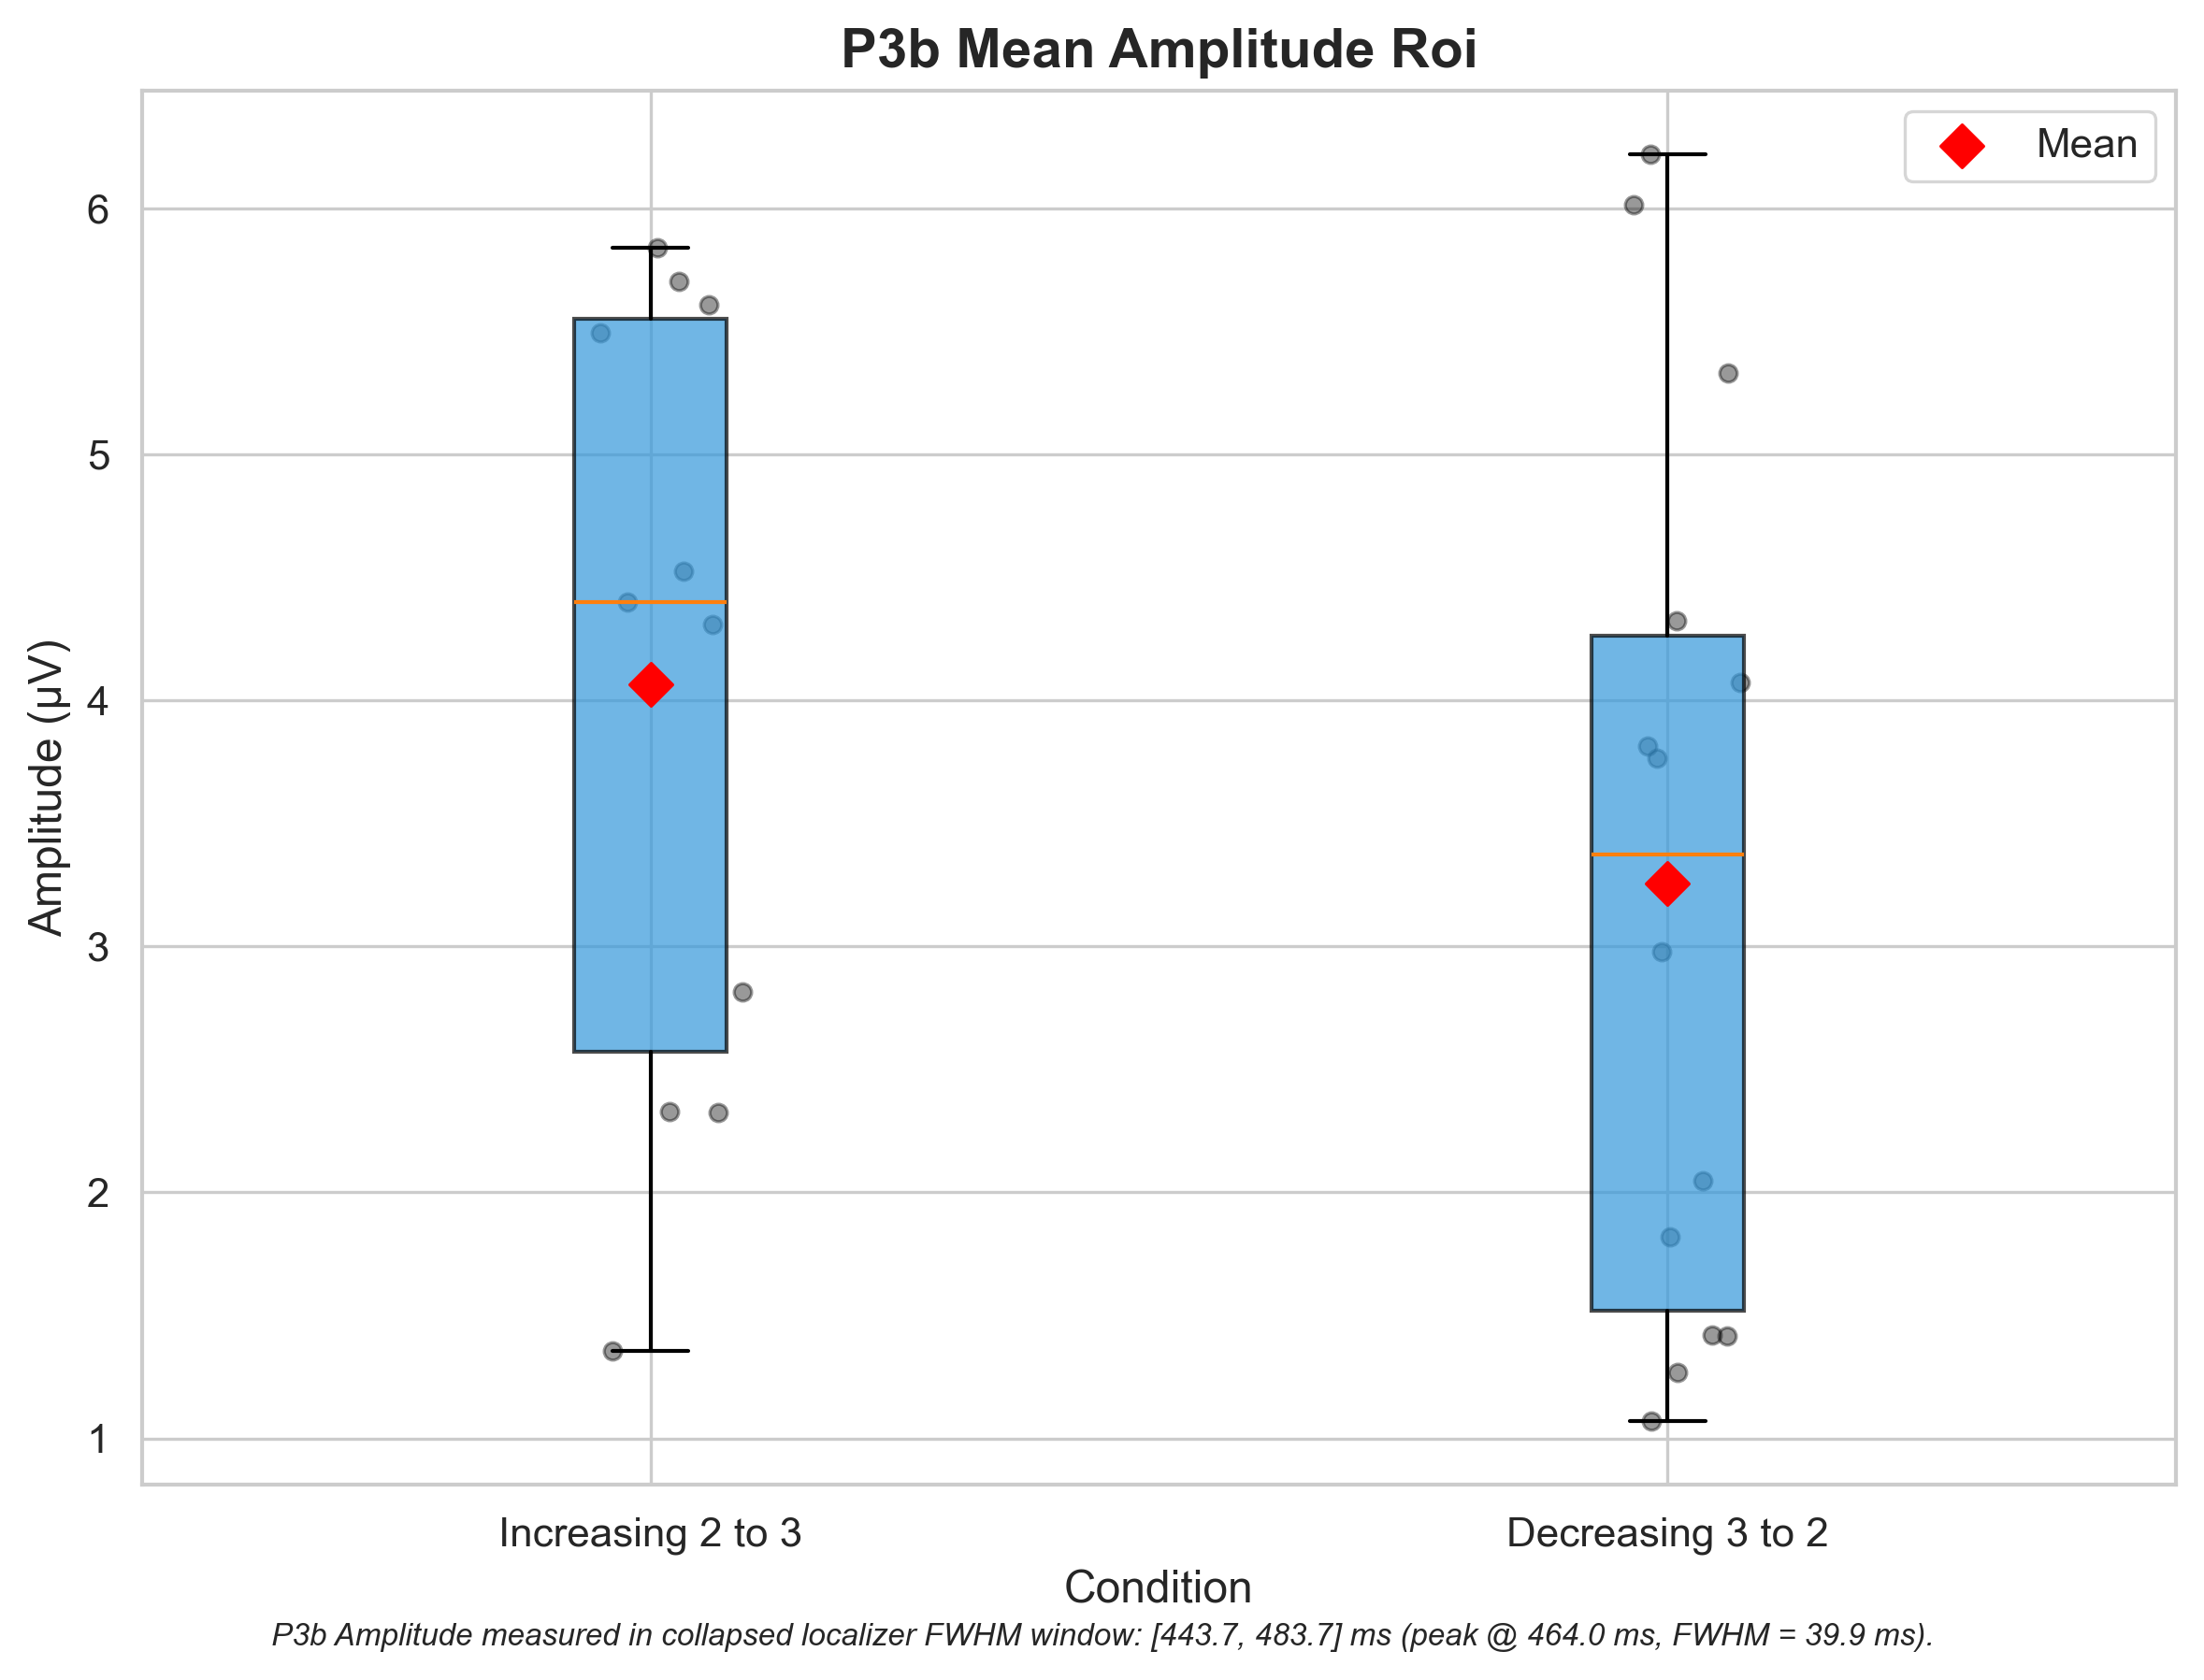 P3b Mean Amplitude Roi
Mean
6
5
4
3
2
1
Amplitude (µV)
Increasing 2 to 3
Decreasing 3 to 2
Condition
P3b Amplitude measured in collapsed localizer FWHM window: [443.7, 483.7] ms (peak @ 464.0 ms, FWHM = 39.9 ms).